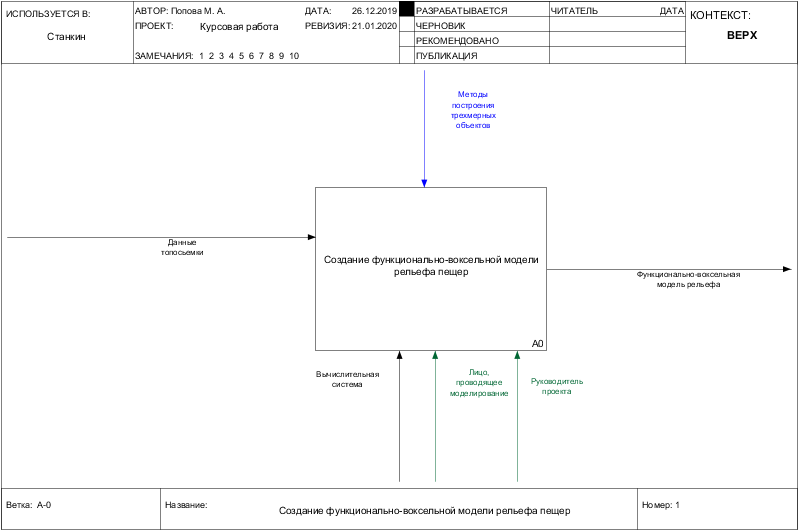 ИСПОЛЬЗУЕТСЯ В:
Станкин
АВТОР: Попова М. А.
ДАТА: 26.12.2019
ПРОЕКТ: Курсовая работа
РЕВИЗИЯ: 21.01.2020
ЗАМЕЧАНИЯ: 1 2 3 4 5 6 7 8 9 10
РАЗРАБАТЫВАЕТСЯ
ЧЕРНОВИК
РЕКОМЕНДОВАНО
ПУБЛИКАЦИЯ
ЧИТАТЕЛЬ
ДАТА
КОНТЕКСТ:
ВЕРХ
Методы
построения
трехмерных
объектов
Данные
топосъемки
Создание функционально-воксельной модели
рельефа пещер
A0
Функционально-воксельная
модель рельефа
Вычислительная
система
Лицо,
проводящее
моделирование
Руководитель
проекта
Ветка: A-0
Название:
Создание функционально-воксельной модели рельефа пещер
Номер: 1